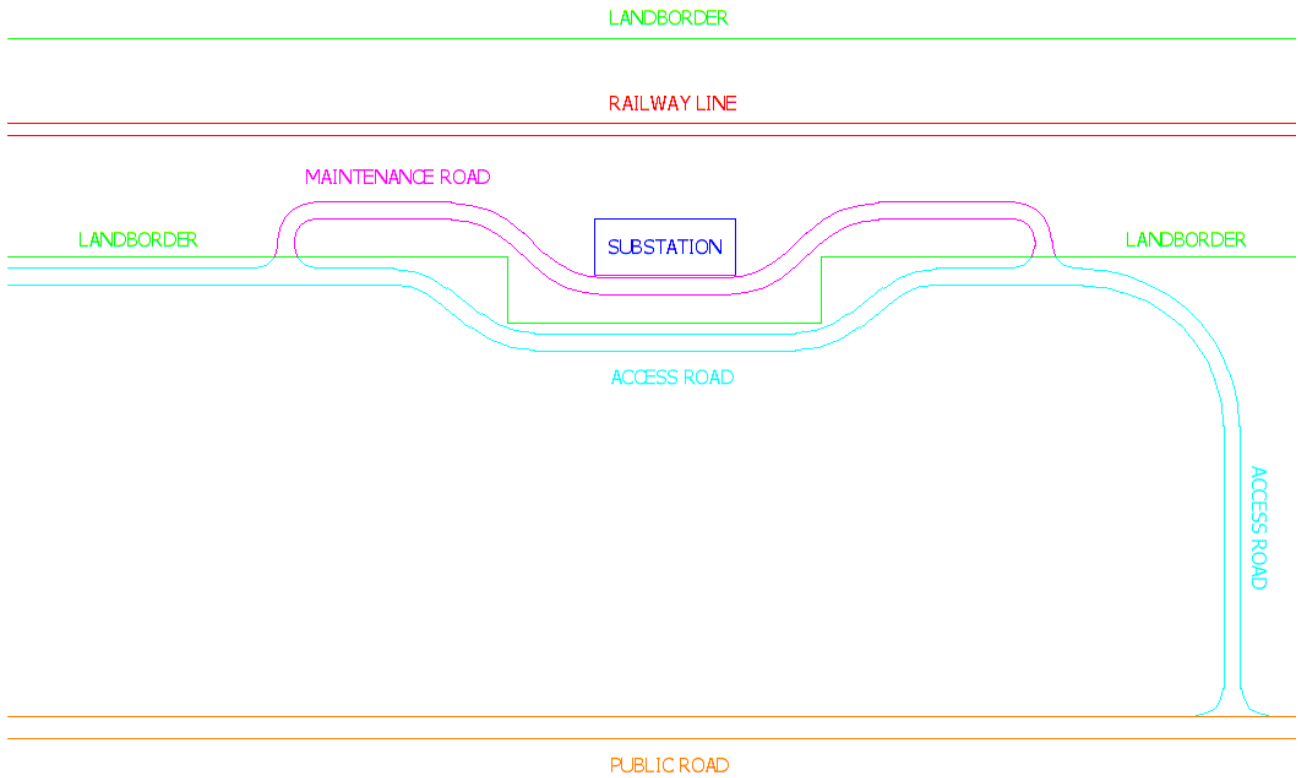 LANDBORDER
RAILWAY LINE
MAINTENANCE ROAD
LANDBORDER
SUBSTATION
LANDBORDER
ACCESS ROAD
ACCESS ROAD
PUBLIC ROAD